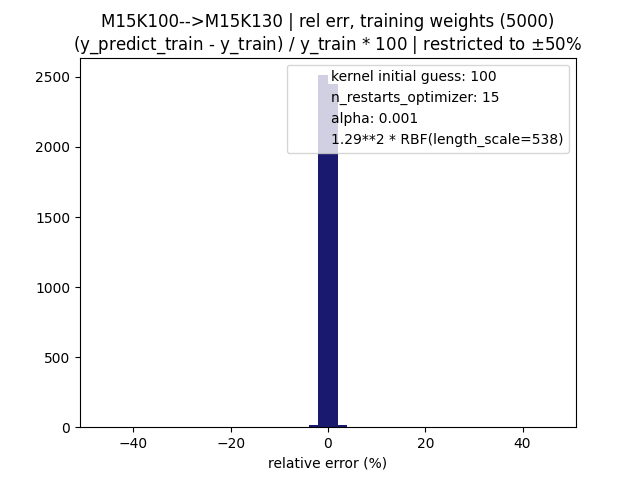 M15K100-->M15K130 | rel err, training weights (5000)
(y_predict_train - y_train) / y_train * 100 | restricted to ±50%
kernel initial guess: 100
n_restarts_optimizer: 15
alpha: 0.001
1.29**2 * RBF(length_scale=538)
2500
2000
1500
1000
500
0
−40
−20
0
20
40
relative error (%)